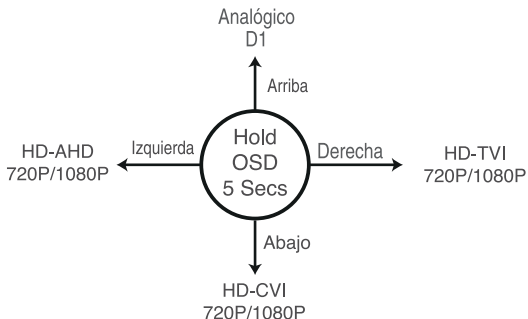 Analógico
D1
Arriba
HD-AHD
720P/1080P
Izquierda
Hold
OSD
5 Secs
Derecha
HD-TVI
720P/1080P
Abajo
HD-CVI
720P/1080P